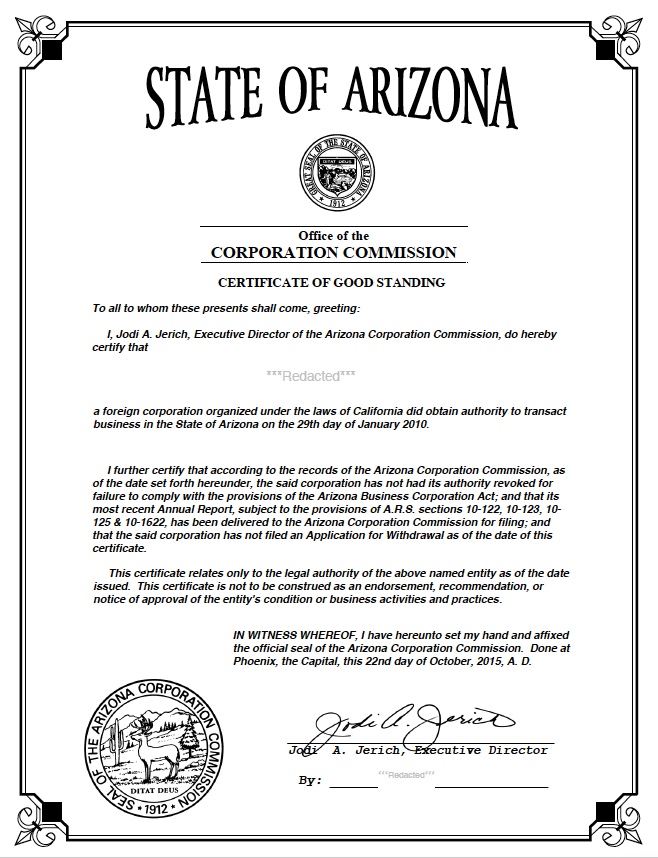 STATE OF ARIZONA
GREAT SEAL OF THE STATE OF ARIZONA
DITAT DEUS
1912
Office of the
CORPORATION COMMISSION
CERTIFICATE OF GOOD STANDING
To all to whom these presents shall come, greeting:
I, Jodi A. Jerich, Executive Director of the Arizona Corporation Commission, do hereby
certify that
***Redacted***
a foreign corporation organized under the laws of California did obtain authority to transact
business in the State of Arizona on the 29th day of January 2010.
I further certify that according to the records of the Arizona Corporation Commission, as
of the date set forth hereunder, the said corporation has not had its authority revoked for
failure to comply with the provisions of the Arizona Business Corporation Act; and that its
most recent Annual Report, subject to the provisions of A.R.S. sections 10-122, 10-123, 10-
125 & 10-1622, has been delivered to the Arizona Corporation Commission for filing; and
that the said corporation has not filed an Application for Withdrawal as of the date of this
certificate.
This certificate relates only to the legal authority of the above named entity as of the date
issued. This certificate is not to be construed as an endorsement, recommendation, or
notice of approval of the entity's condition or business activities and practices.
IN WITNESS WHEREOF, I have hereunto set my hand and affixed
the official seal of the Arizona Corporation Commission. Done at
Phoenix, the Capital, this 22nd day of October, 2015, A. D.
SEAL OF THE ARIZONA CORPORATION COMMISSION
DITAT DEUS
1912
Jodi A. Jerich
Jodi A. Jerich, Executive Director
By: ***Redacted***